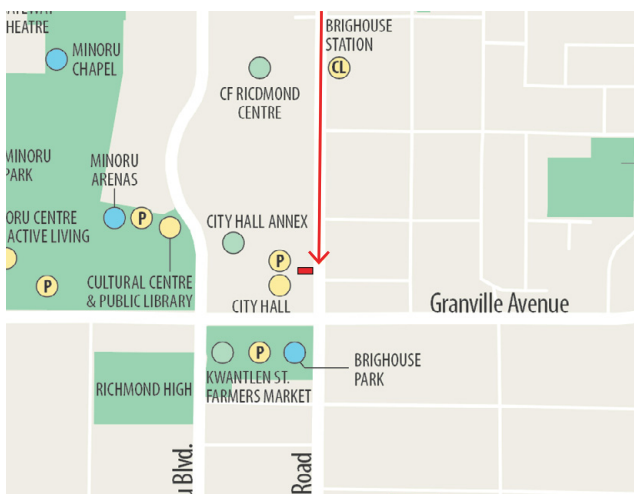 HEATRE
MINORU
CHAPEL
BRIGHOUSE
STATION
CL
CF RICDMOND
CENTRE
MINORU
PARK
MINORU
ARENAS
P
ORU CENTRE
ACTIVE LIVING
P
CULTURAL CENTRE
& PUBLIC LIBRARY
CITY HALL ANNEX
P
CITY HALL
Granville Avenue
RICHMOND HIGH
P
KWANTLEN ST.
FARMERS MARKET
BRIGHOUSE
PARK
Blvd.
Road